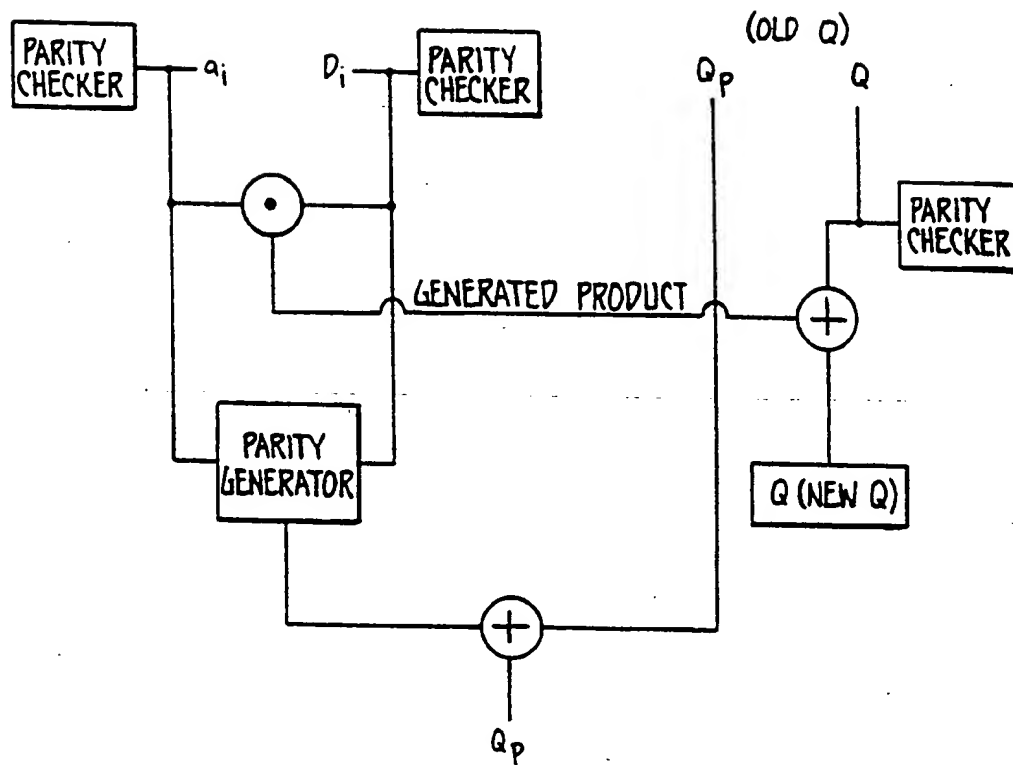 (OLD Q)
PARITY
CHECKER
a_i
D_i
PARITY
CHECKER
Q_P
Q
PARITY
CHECKER
GENERATED PRODUCT
PARITY
GENERATOR
Q (NEW Q)
Q_P